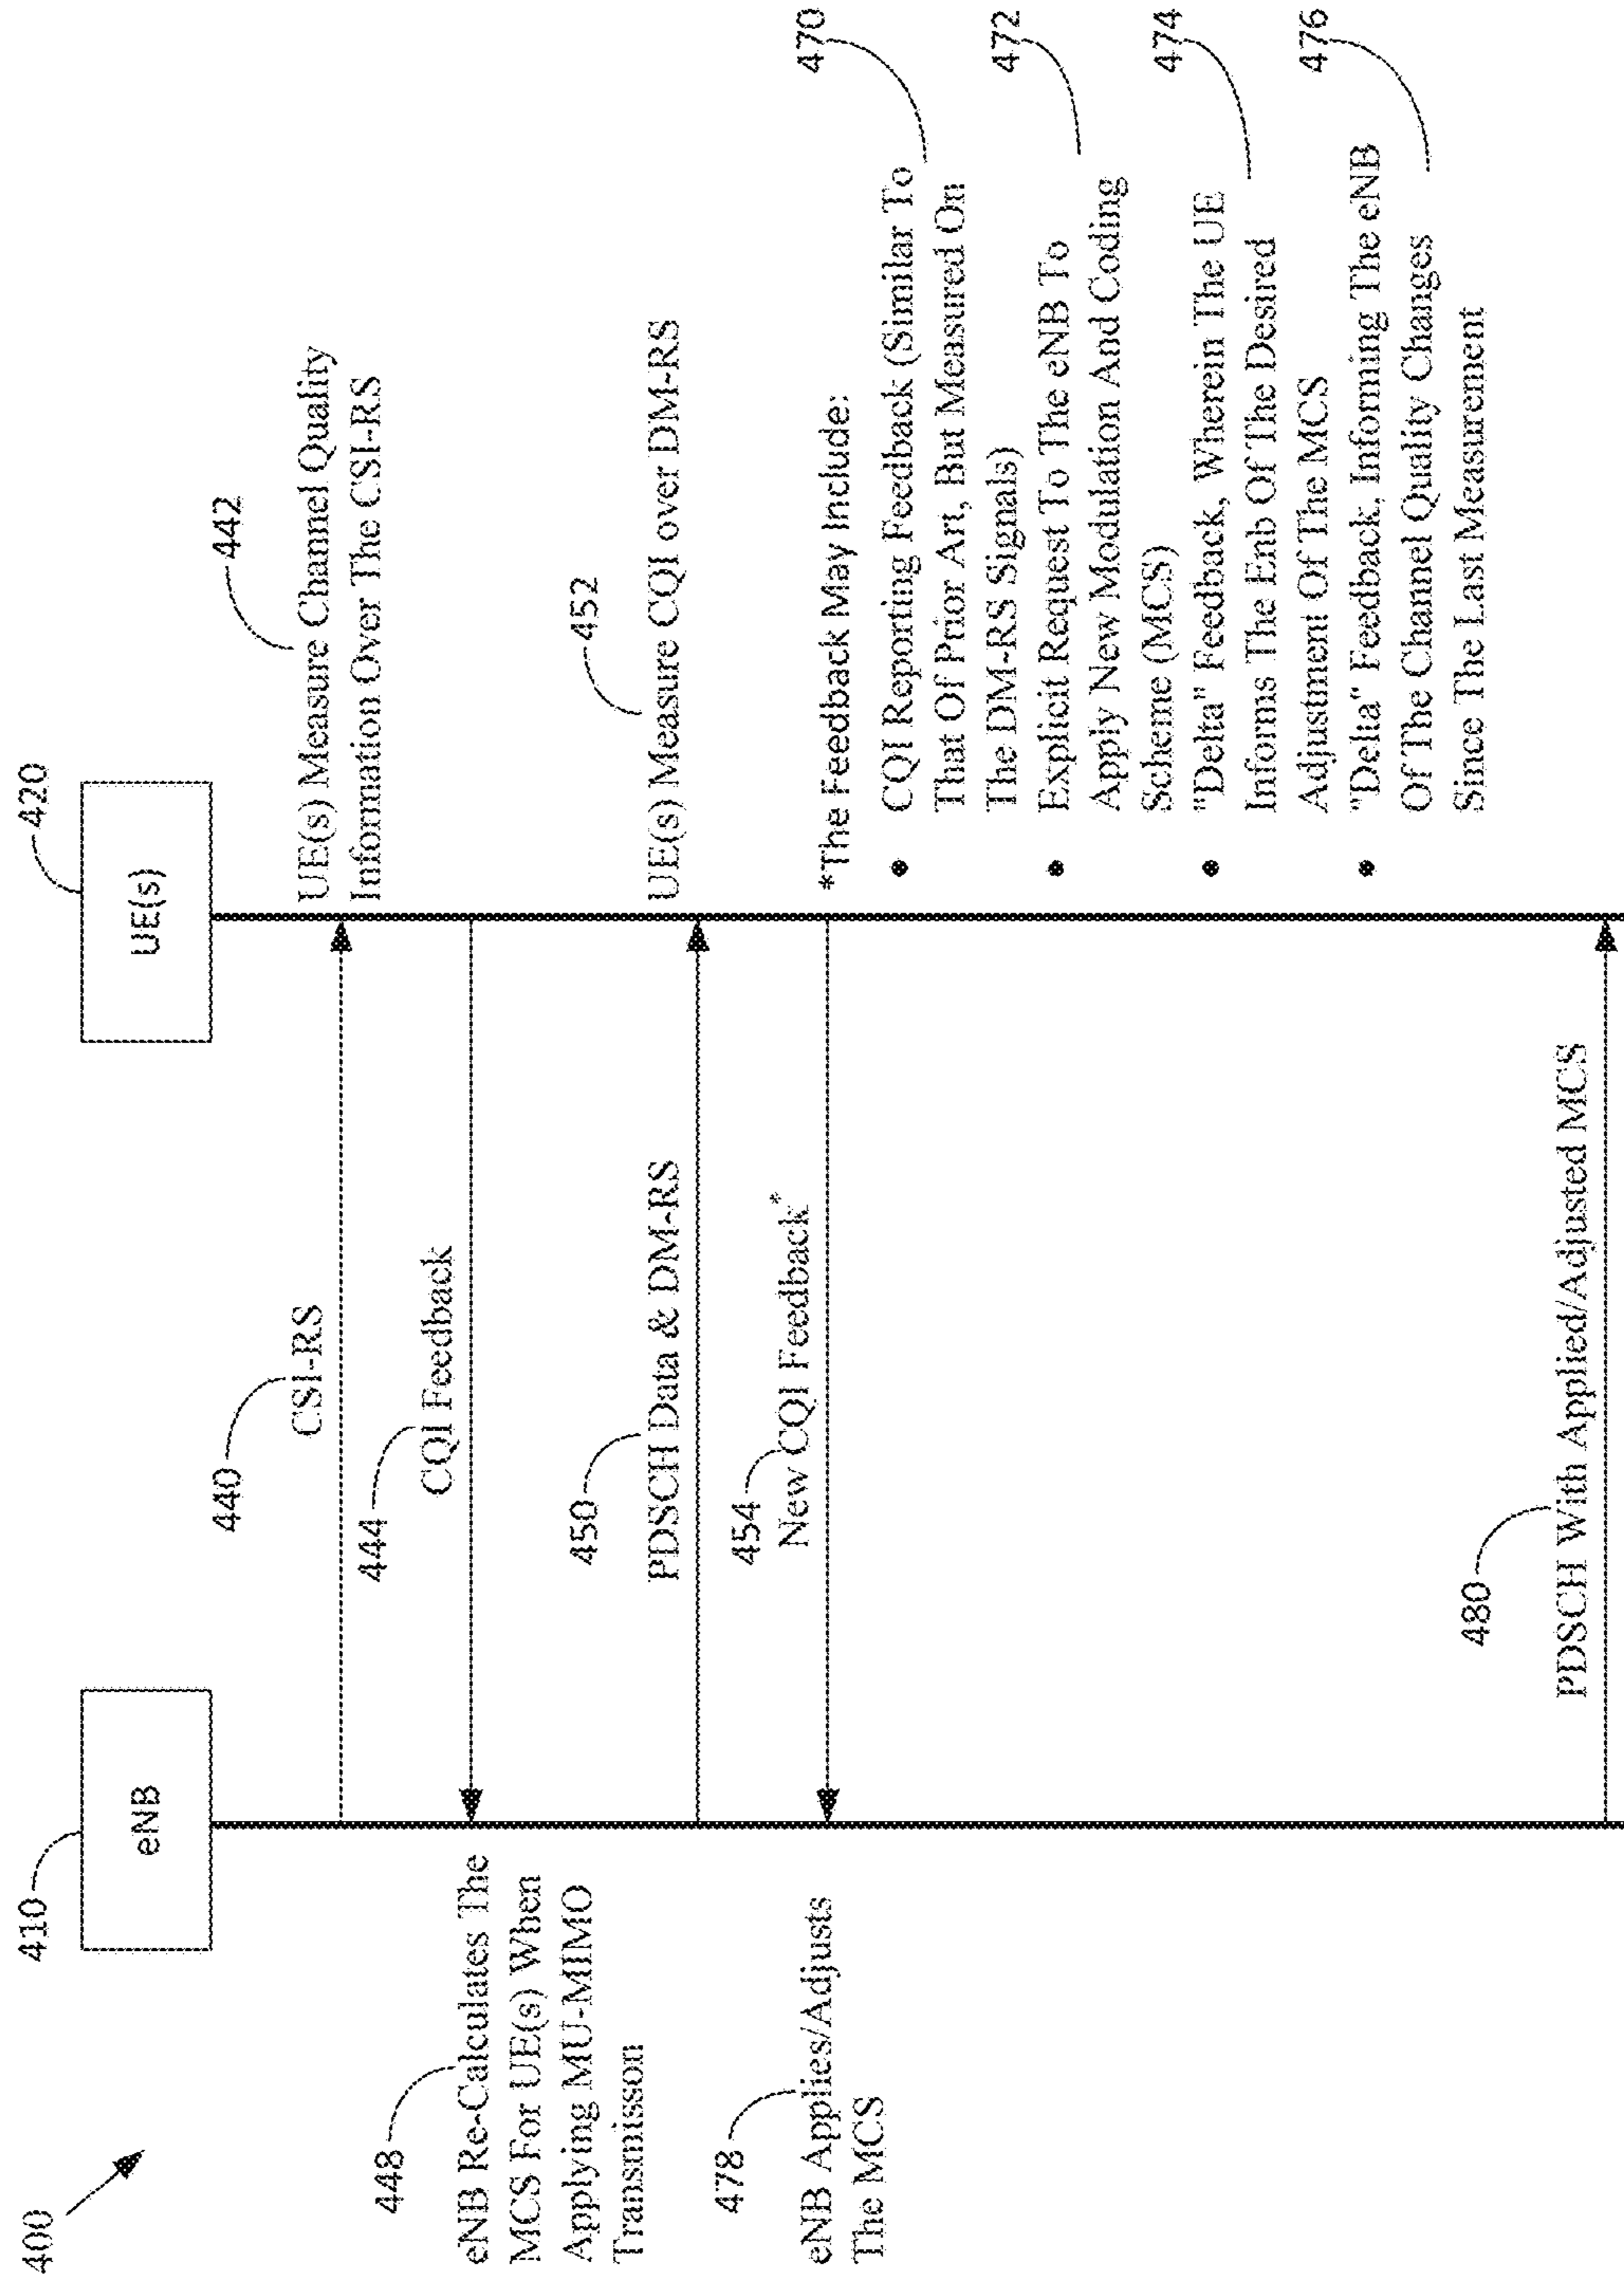 400
410
eNB
420
UE(s)
440
CSI-RS
442
UE(s) Measure Channel Quality
Information Over The CSI-RS
444
CQI Feedback
448
eNB Re-Calculates The
MCS For UE(s) When
Applying MU-MIMO
Transmisson
450
PDSCH Data & DM-RS
452
UE(s) Measure CQI over DM-RS
454
New CQI Feedback*
478
eNB Applies/Adjusts
The MCS
*The Feedback May Include:
470
• CQI Reporting Feedback (Similar To
That Of Prior Art, But Measured On
The DM-RS Signals)
472
• Explicit Request To The eNB To
Apply New Modulation And Coding
Scheme (MCS)
474
• "Delta" Feedback, Wherein The UE
Informs The Enb Of The Desired
Adjustment Of The MCS
476
• "Delta" Feedback, Informing The eNB
Of The Channel Quality Changes
Since The Last Measurement
480
PDSCH With Applied/Adjusted MCS